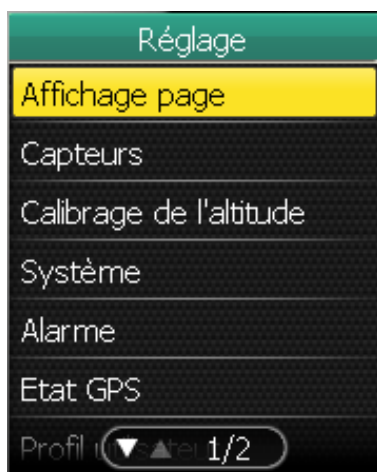 Réglage
Affichage page
Capteurs
Calibrage de l'altitude
Système
Alarme
Etat GPS
Profil
1/2